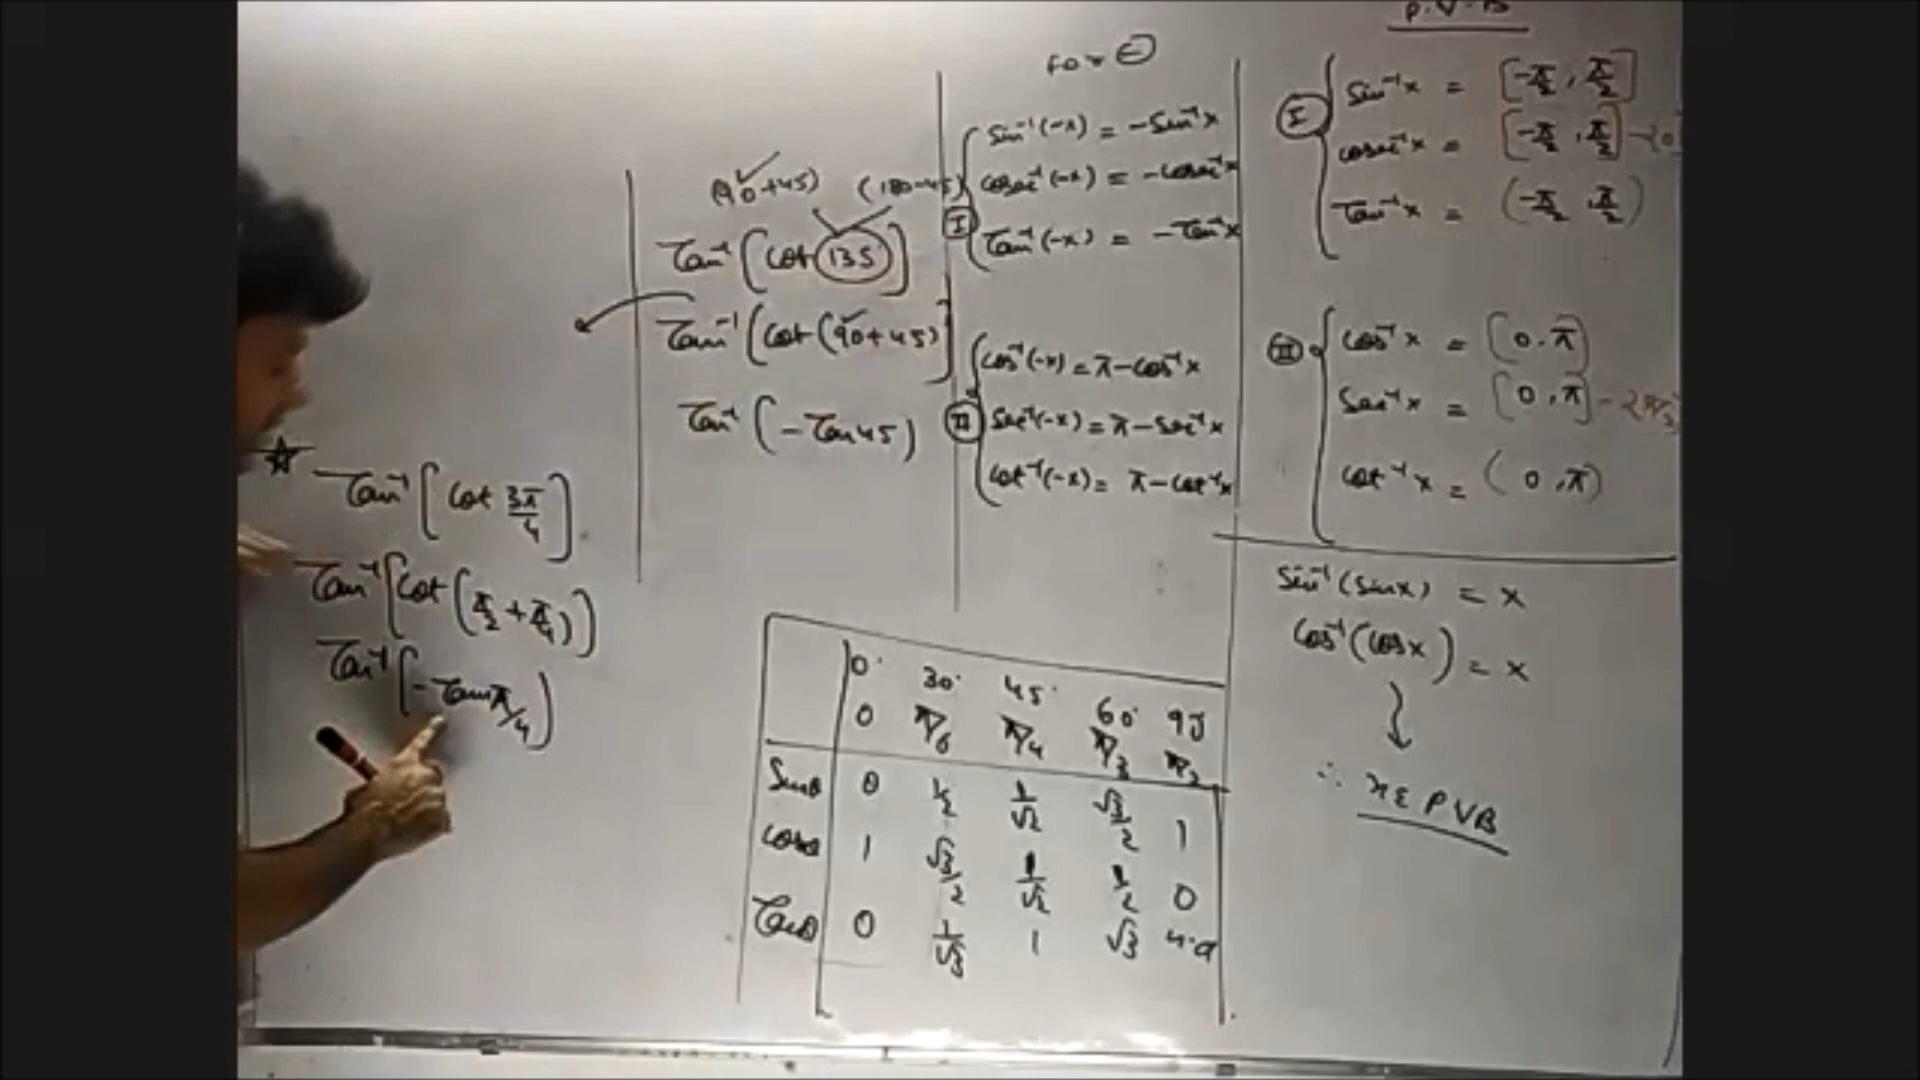 P.V.B
for ⊖
(90+45) (180-45)
Tan⁻¹[cot 135°]
Tan⁻¹[cot (90+45)]
Tan⁻¹(-Tan45)
☆
Tan⁻¹[cot 3π/4]
Tan⁻¹[cot(π/2+π/4)]
Tan⁻¹[-Tanπ/4)
I
Sin⁻¹(-x) = -Sin⁻¹x
cosec⁻¹(-x) = -cosec⁻¹x
Tan⁻¹(-x) = -Tan⁻¹x
II
cos⁻¹(-x) = π-cos⁻¹x
sec⁻¹(-x) = π-sec⁻¹x
cot⁻¹(-x) = π-cot⁻¹x
I
Sin⁻¹x = [-π/2, π/2]
cosec⁻¹x = [-π/2, π/2]
Tan⁻¹x = (-π/2, π/2)
II
cos⁻¹x = [0.π]
Sec⁻¹x = [0,π]
cot⁻¹x = (0,π)
Sin⁻¹(sinx) = x
Cos⁻¹(cosx) = x
∴ x ε PVB
0° 30° 45° 60° 90
0 π/6 π/4 π/3 π/2
Sinθ 0 1/2 1/√2 √3/2 1
cosθ 1 √3/2 1/√2 1/2 0
Tanθ 0 1/√3 1 √3